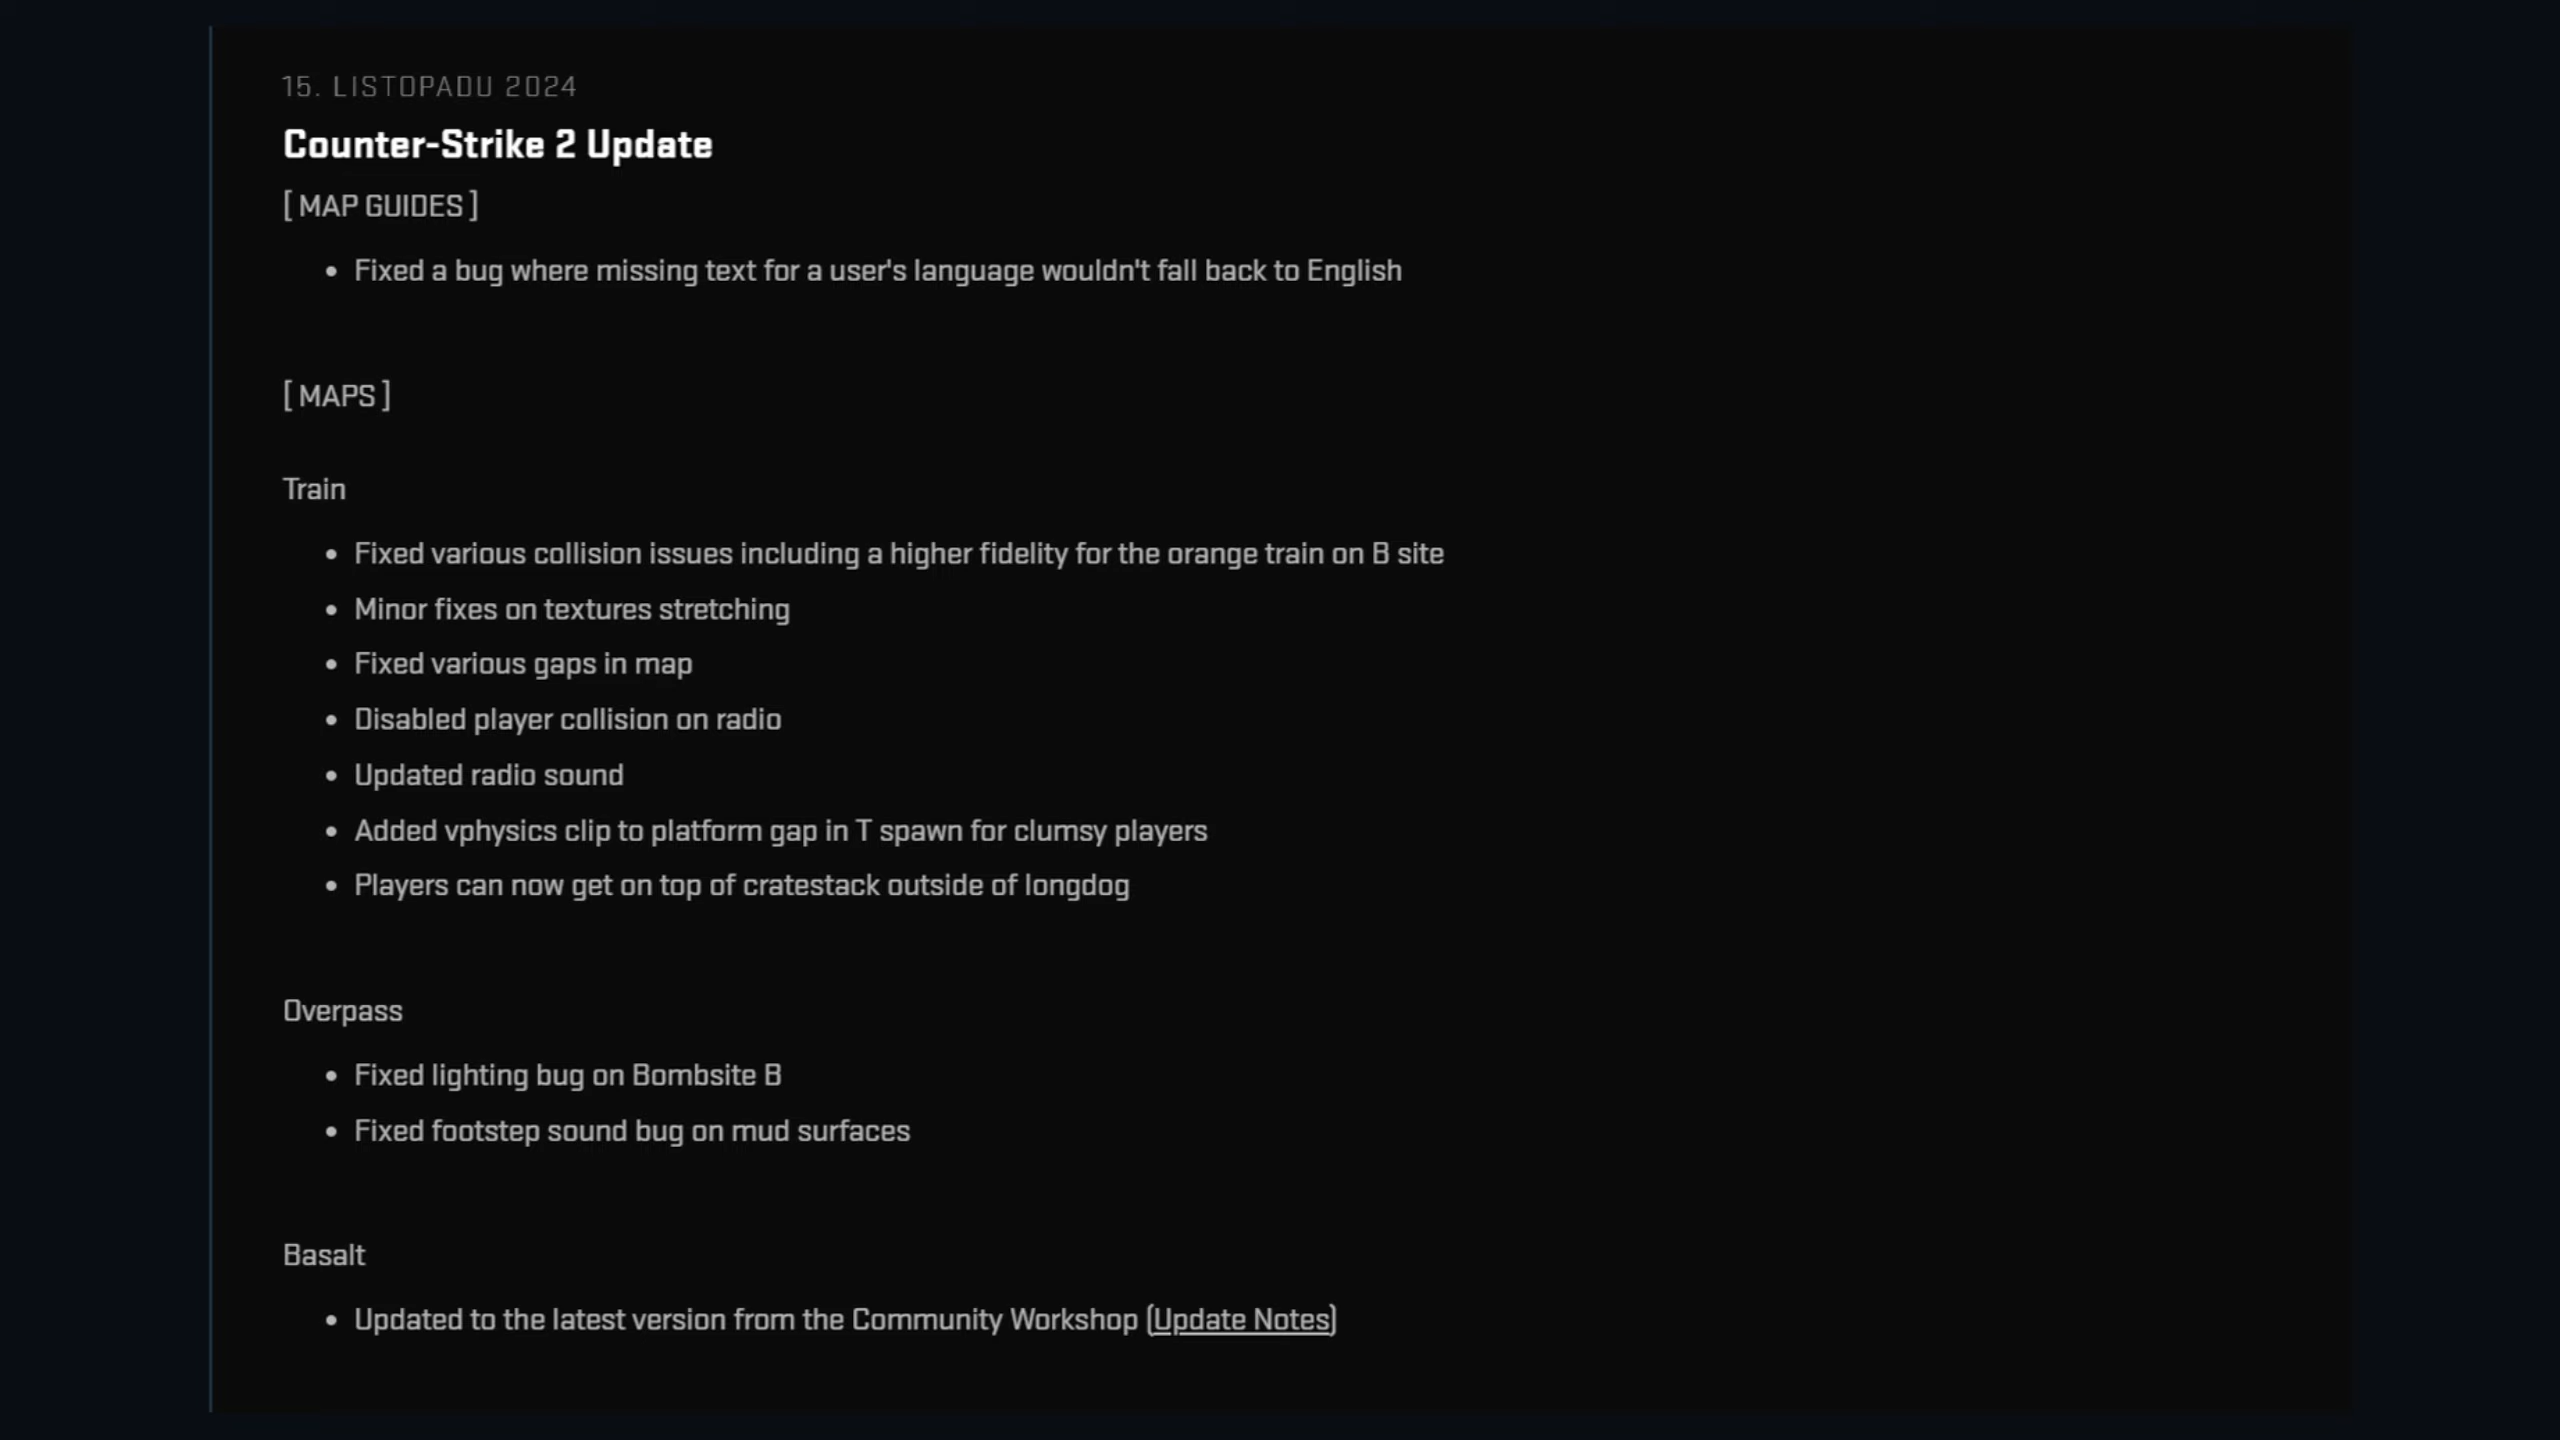 15. LISTOPADU 2024
Counter-Strike 2 Update
[ MAP GUIDES ]
• Fixed a bug where missing text for a user's language wouldn't fall back to English
[ MAPS ]
Train
• Fixed various collision issues including a higher fidelity for the orange train on B site
• Minor fixes on textures stretching
• Fixed various gaps in map
• Disabled player collision on radio
• Updated radio sound
• Added vphysics clip to platform gap in T spawn for clumsy players
• Players can now get on top of cratestack outside of longdog
Overpass
• Fixed lighting bug on Bombsite B
• Fixed footstep sound bug on mud surfaces
Basalt
• Updated to the latest version from the Community Workshop (Update Notes)